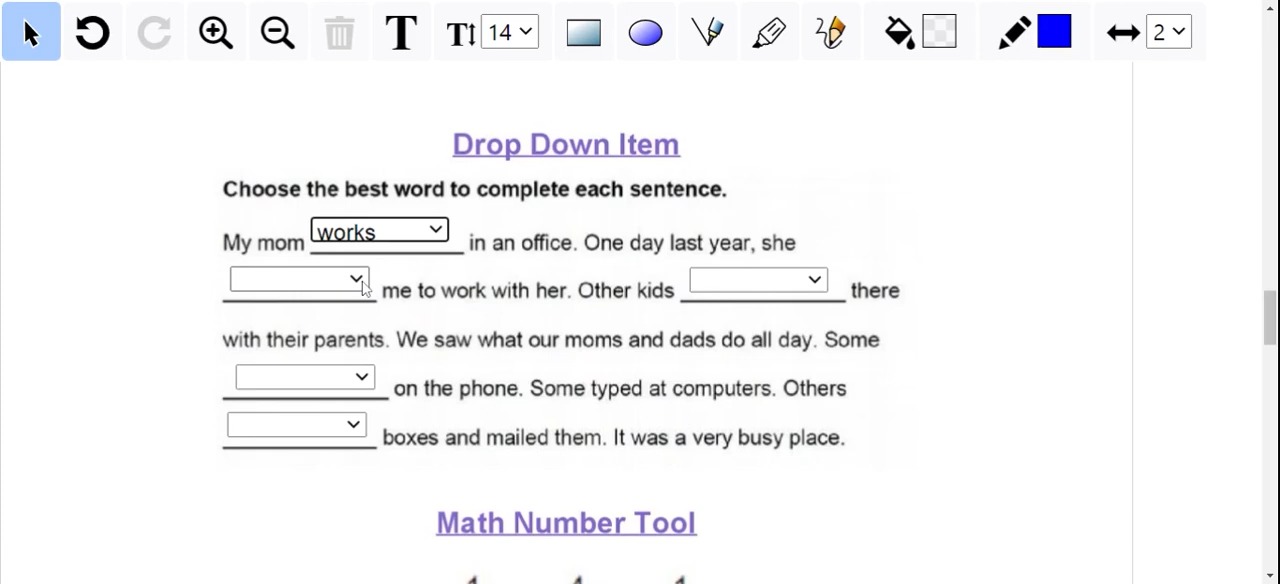 14
2
Drop Down Item
Choose the best word to complete each sentence.
My mom works in an office. One day last year, she
me to work with her. Other kids there
with their parents. We saw what our moms and dads do all day. Some
on the phone. Some typed at computers. Others
boxes and mailed them. It was a very busy place.
Math Number Tool